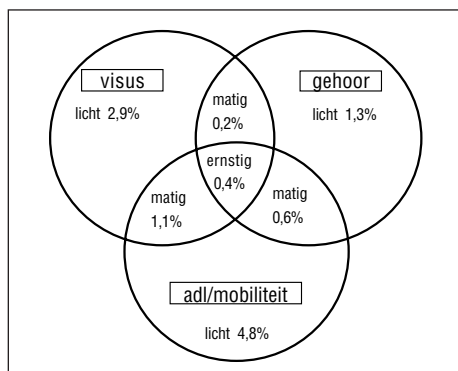 visus
gehoor
licht 2,9%
matig
0,2%
licht 1,3%
ernstig
0,4%
matig
1,1%
matig
0,6%
adl/mobiliteit
licht 4,8%